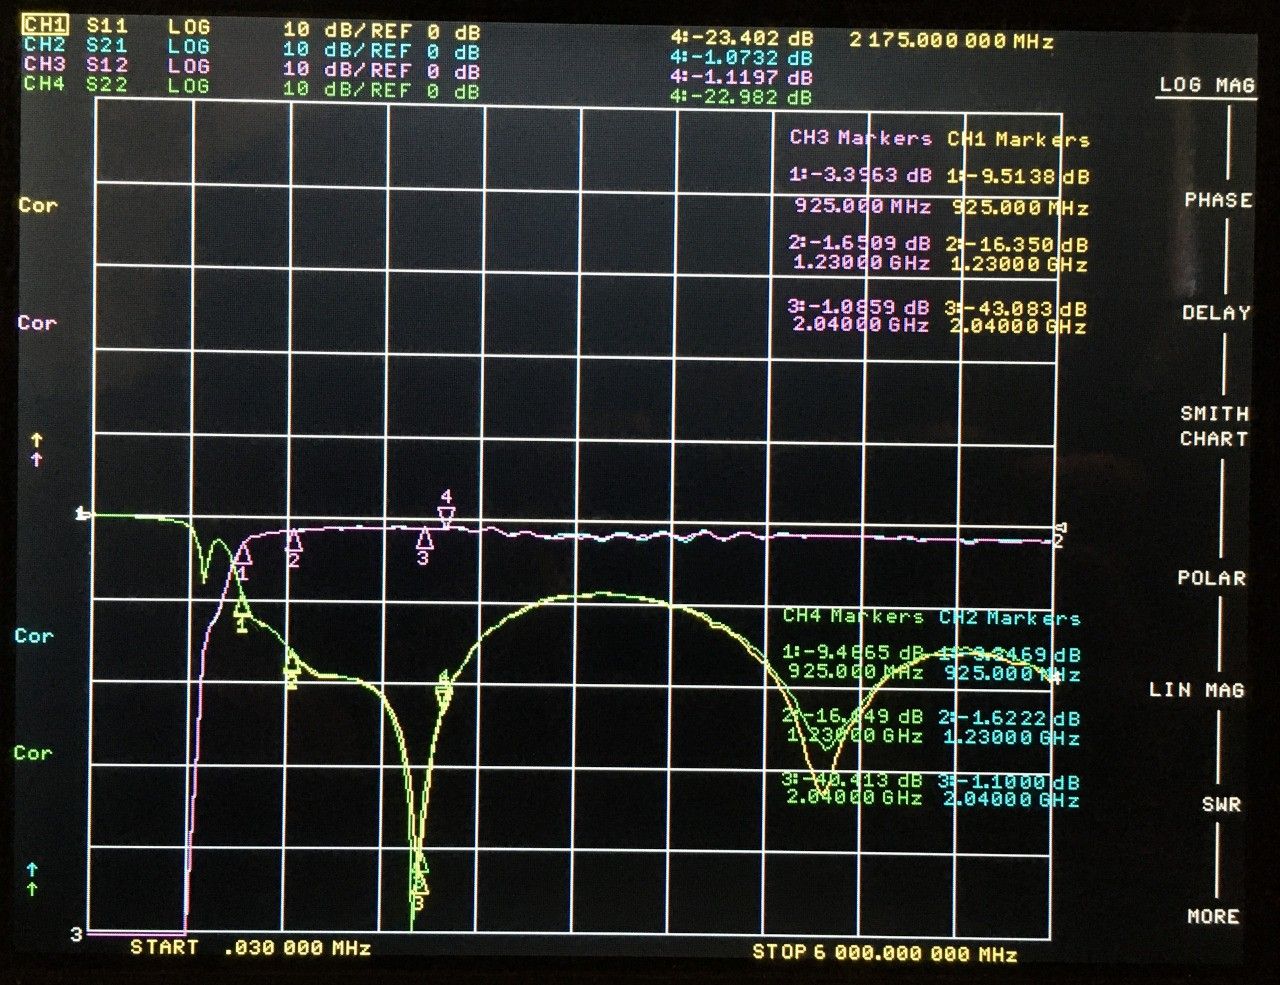 CH1 S11 LOG 10 dB/REF 0 dB 4:-23.402 dB 2 175.000 000 MHz
CH2 S21 LOG 10 dB/REF 0 dB 4:-1.0732 dB
CH3 S12 LOG 10 dB/REF 0 dB 4:-1.1197 dB
CH4 S22 LOG 10 dB/REF 0 dB 4:-22.982 dB
LOG MAG
CH3 Markers CH1 Markers
1:-3.3963 dB 1:-9.5138 dB
925.000 MHz 925.000 MHz
Cor
PHASE
2:-1.6509 dB 2:-16.350 dB
1.23000 GHz 1.23000 GHz
3:-1.0859 dB 3:-43.083 dB
2.04000 GHz 2.04000 GHz
Cor
DELAY
SMITH
CHART
↑
↑
4
1
2
3
1
2
POLAR
1
CH4 Markers CH2 Markers
Cor
1:-9.4865 dB dB
925.000 MHz 925.000 MHz
2
4
LIN MAG
dB 2:-1.6222 dB
1.23000 GHz 1.23000 GHz
Cor
3:-40.413 dB 3:-1.1000 dB
2.04000 GHz 2.04000 GHz
SWR
↑
↑
3
MORE
3
START .030 000 MHz STOP 6 000.000 000 MHz